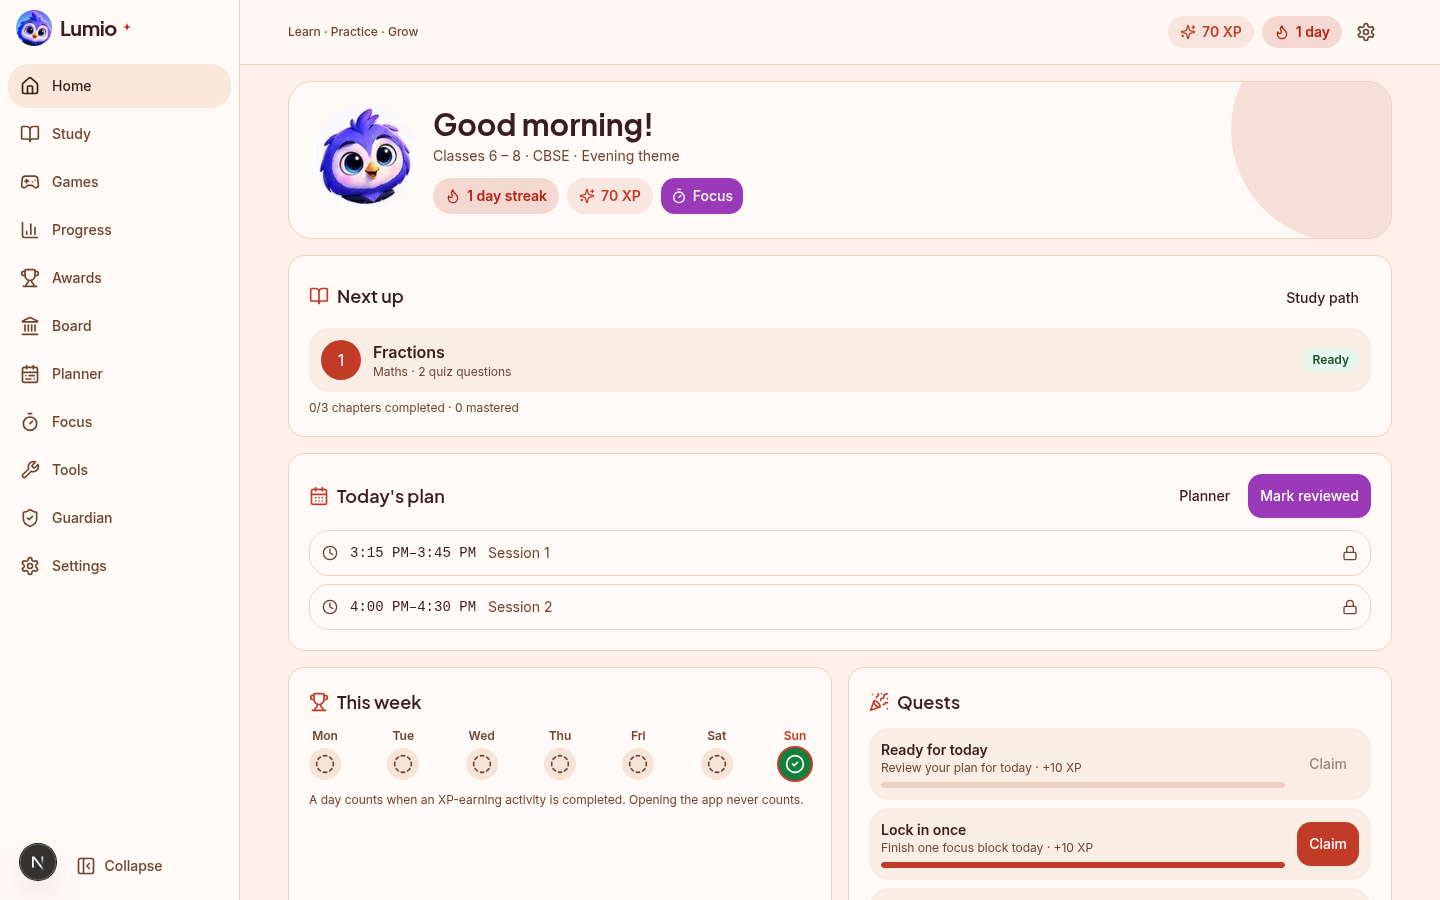 Lumio
Learn · Practice · Grow
70 XP
1 day
Home
Study
Games
Progress
Awards
Board
Planner
Focus
Tools
Guardian
Settings
N
Collapse
Good morning!
Classes 6 – 8 · CBSE · Evening theme
1 day streak
70 XP
Focus
Next up
Study path
1
Fractions
Maths · 2 quiz questions
Ready
0/3 chapters completed · 0 mastered
Today's plan
Planner
Mark reviewed
3:15 PM–3:45 PM Session 1
4:00 PM–4:30 PM Session 2
This week
Mon Tue Wed Thu Fri Sat Sun
A day counts when an XP-earning activity is completed. Opening the app never counts.
Quests
Ready for today
Review your plan for today · +10 XP
Claim
Lock in once
Finish one focus block today · +10 XP
Claim